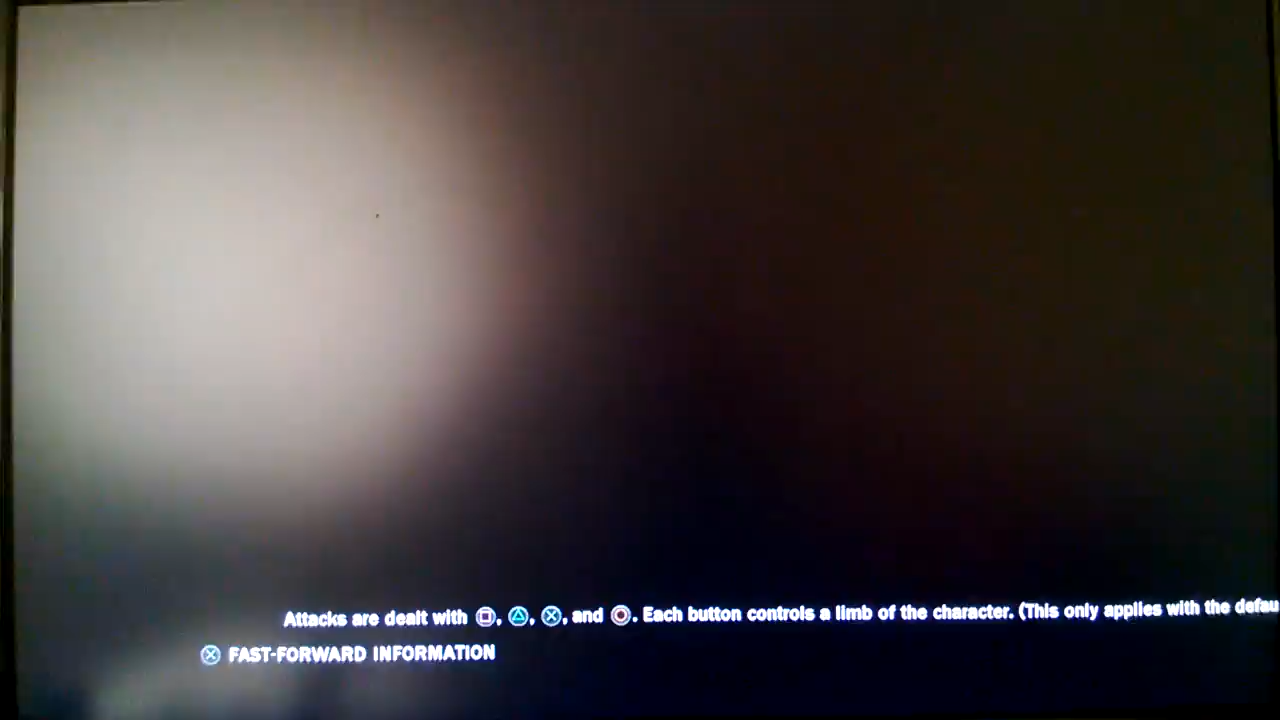 Attacks are dealt with □, △, ⊗, and ○. Each button controls a limb of the character. (This only applies with the
⊗ FAST-FORWARD INFORMATION